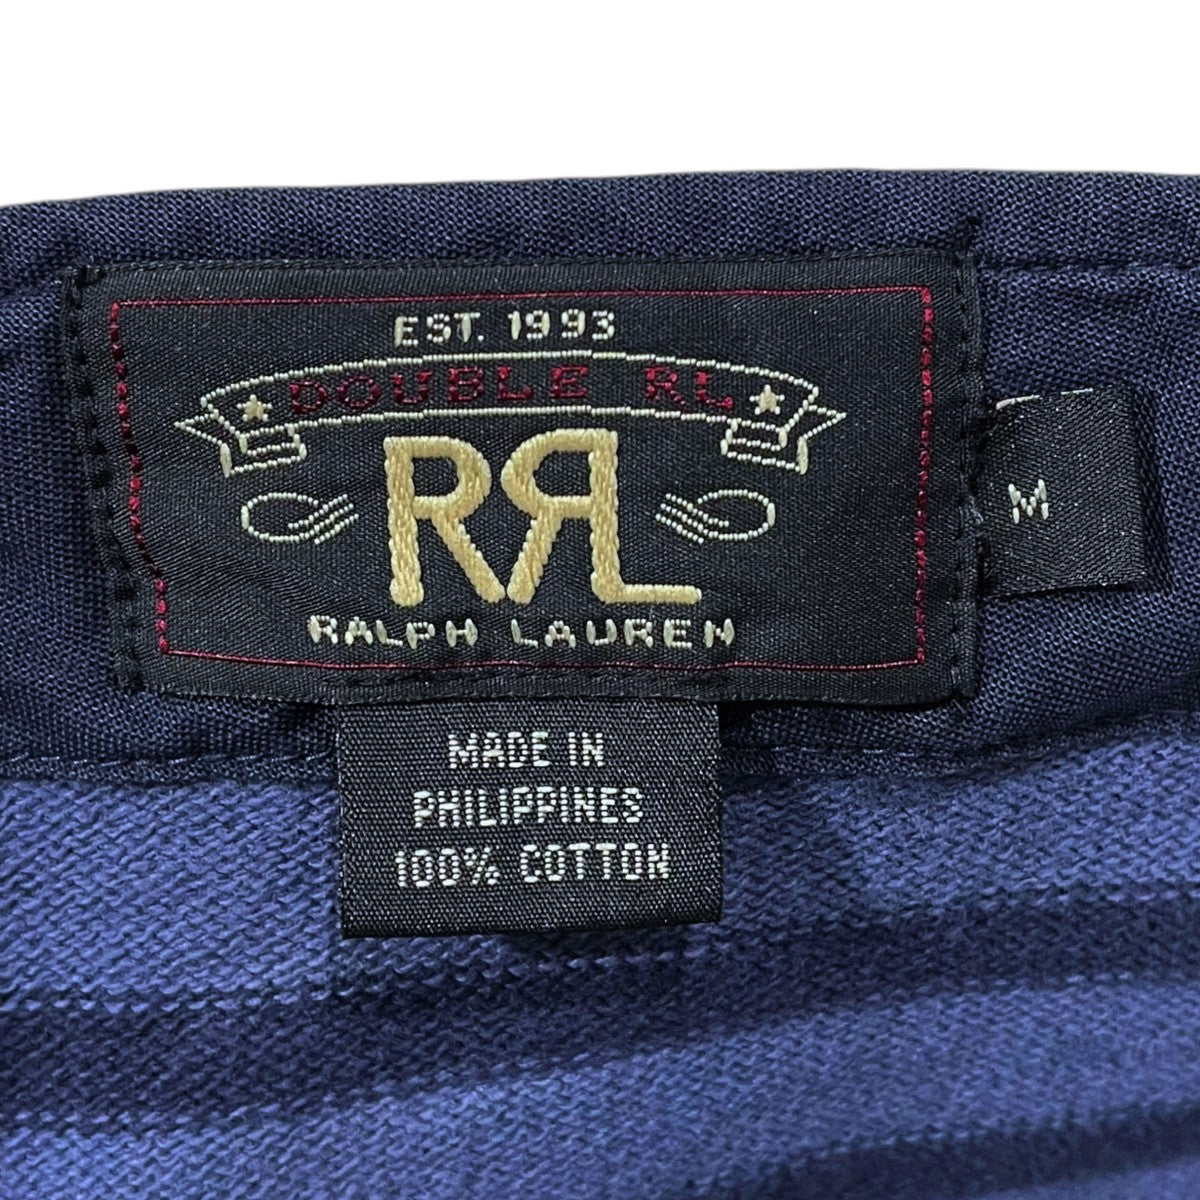 EST. 1993
DOUBLE RL
RRL
RALPH LAUREN
M
MADE IN
PHILIPPINES
100% COTTON